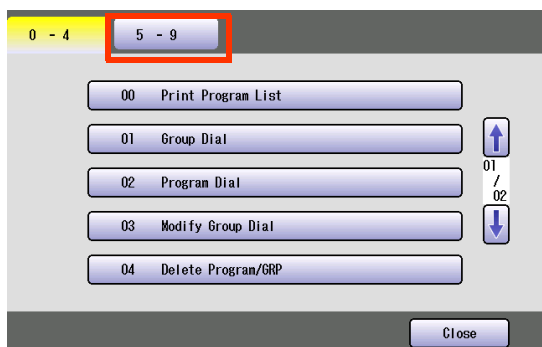 0 - 4
5 - 9
00 Print Program List
01 Group Dial
02 Program Dial
03 Modify Group Dial
04 Delete Program/GRP
01
/
02
Close